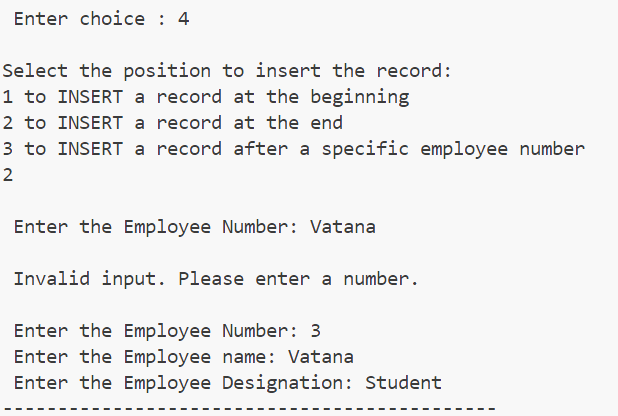 Enter choice : 4
Select the position to insert the record:
1 to INSERT a record at the beginning
2 to INSERT a record at the end
3 to INSERT a record after a specific employee number
2
Enter the Employee Number: Vatana
Invalid input. Please enter a number.
Enter the Employee Number: 3
Enter the Employee name: Vatana
Enter the Employee Designation: Student
---------------------------------------------